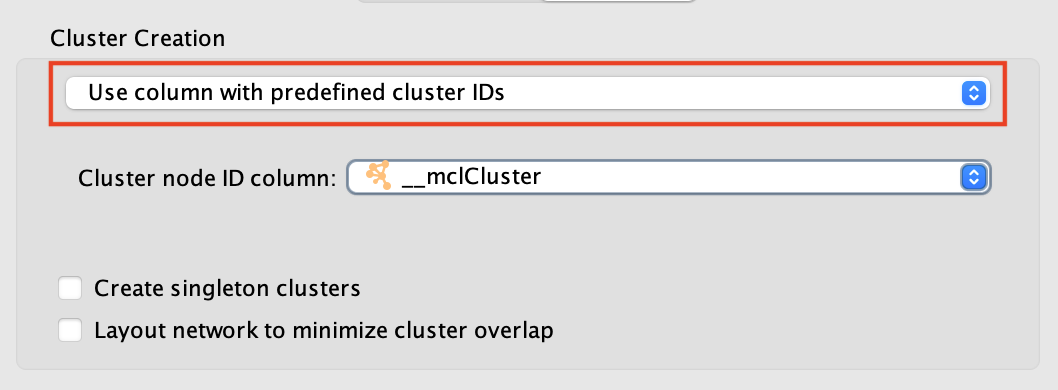 Cluster Creation
Use column with predefined cluster IDs
Cluster node ID column: __mclCluster
Create singleton clusters
Layout network to minimize cluster overlap